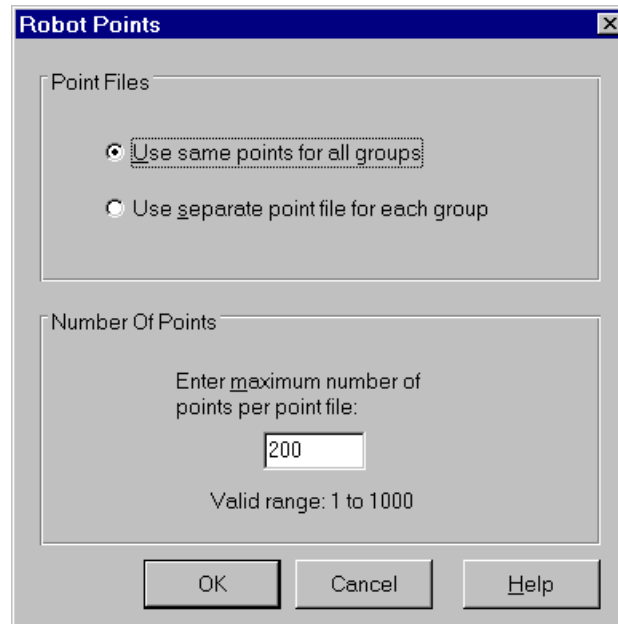 Robot Points
Point Files
Use same points for all groups
Use separate point file for each group
Number Of Points
Enter maximum number of
points per point file:
200
Valid range: 1 to 1000
OK
Cancel
Help